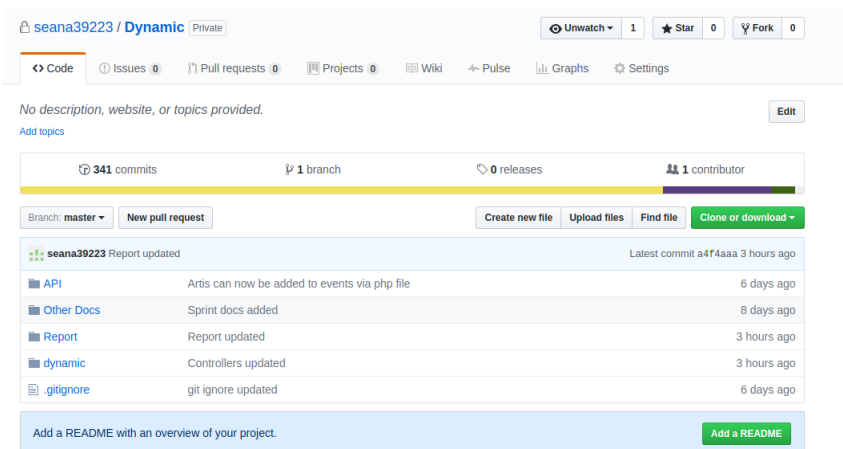 seana39223 / Dynamic Private Unwatch 1 Star 0 Fork 0
Code Issues 0 Pull requests 0 Projects 0 Wiki Pulse Graphs Settings
No description, website, or topics provided. Edit
Add topics
341 commits 1 branch 0 releases 1 contributor
Branch: master New pull request Create new file Upload files Find file Clone or download
seana39223 Report updated Latest commit a4f4aaa 3 hours ago
API Artis can now be added to events via php file 6 days ago
Other Docs Sprint docs added 8 days ago
Report Report updated 3 hours ago
dynamic Controllers updated 3 hours ago
.gitignore git ignore updated 6 days ago
Add a README with an overview of your project. Add a README